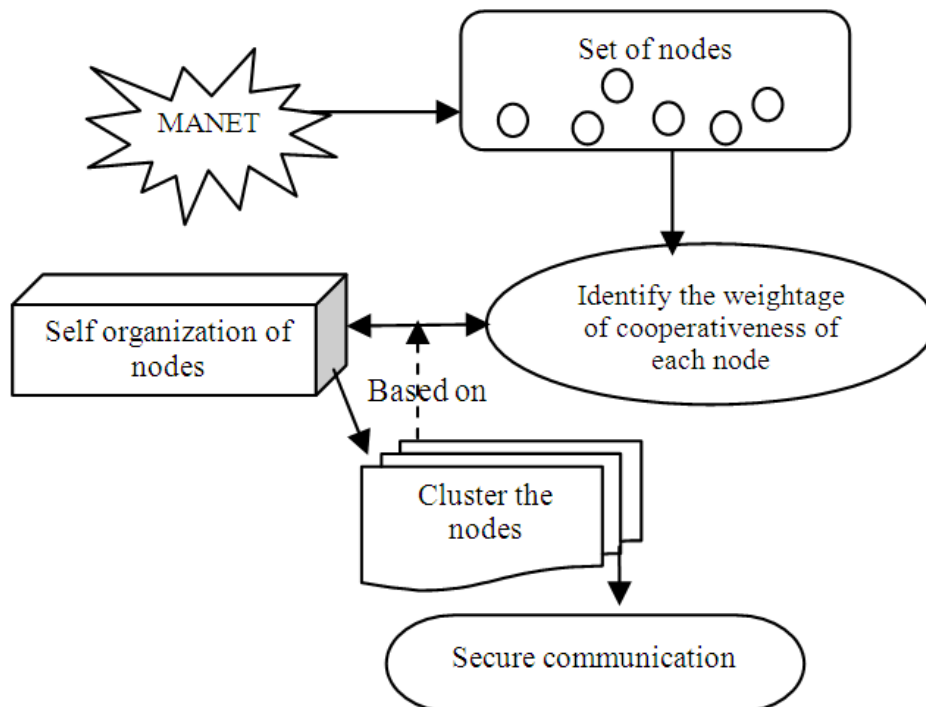 Set of nodes
MANET
Identify the weightage
of cooperativeness of
each node
Self organization of
nodes
Based on
Cluster the
nodes
Secure communication